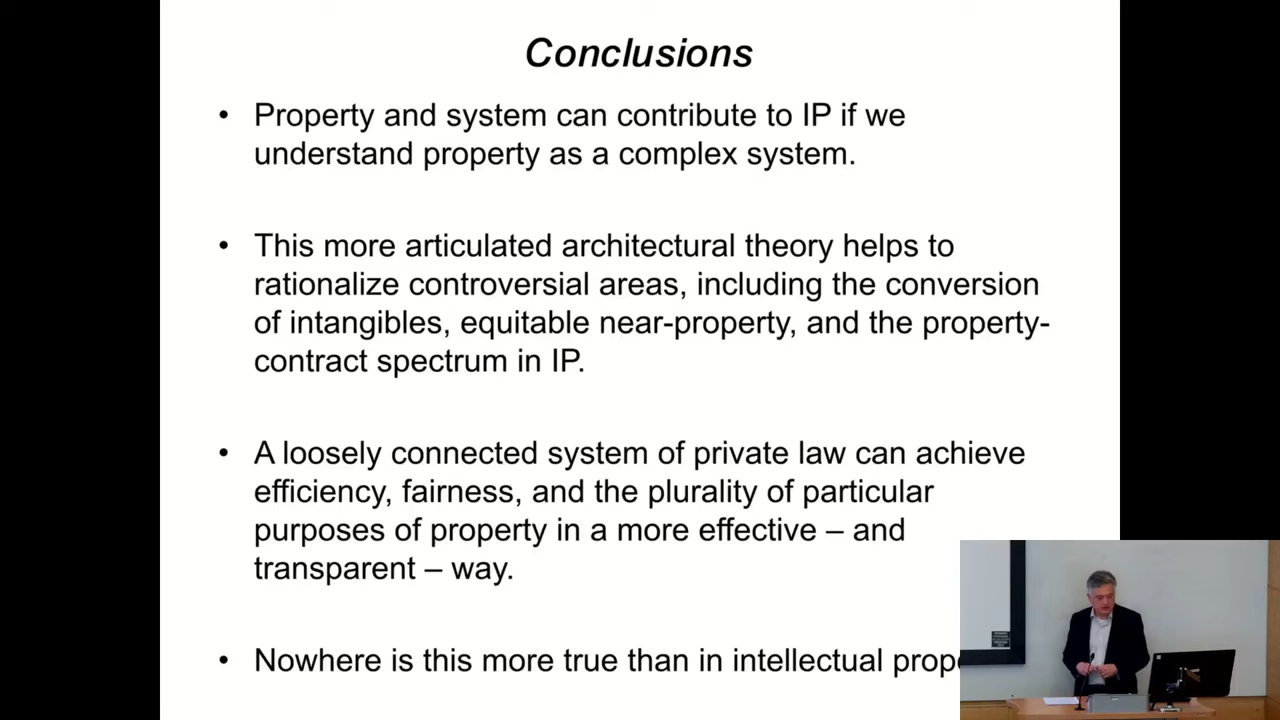 Conclusions
• Property and system can contribute to IP if we
understand property as a complex system.
• This more articulated architectural theory helps to
rationalize controversial areas, including the conversion
of intangibles, equitable near-property, and the property-
contract spectrum in IP.
• A loosely connected system of private law can achieve
efficiency, fairness, and the plurality of particular
purposes of property in a more effective – and
transparent – way.
• Nowhere is this more true than in intellectual